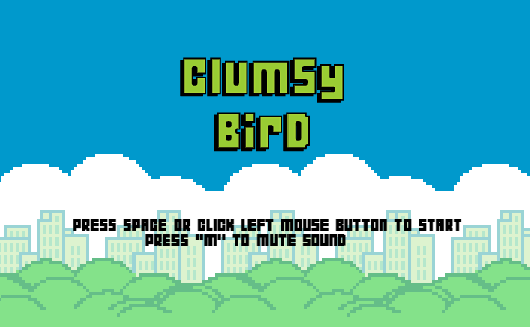 Clumsy
Bird
PRESS SPACE OR CLICK LEFT MOUSE BUTTON TO START
PRESS "M" TO MUTE SOUND